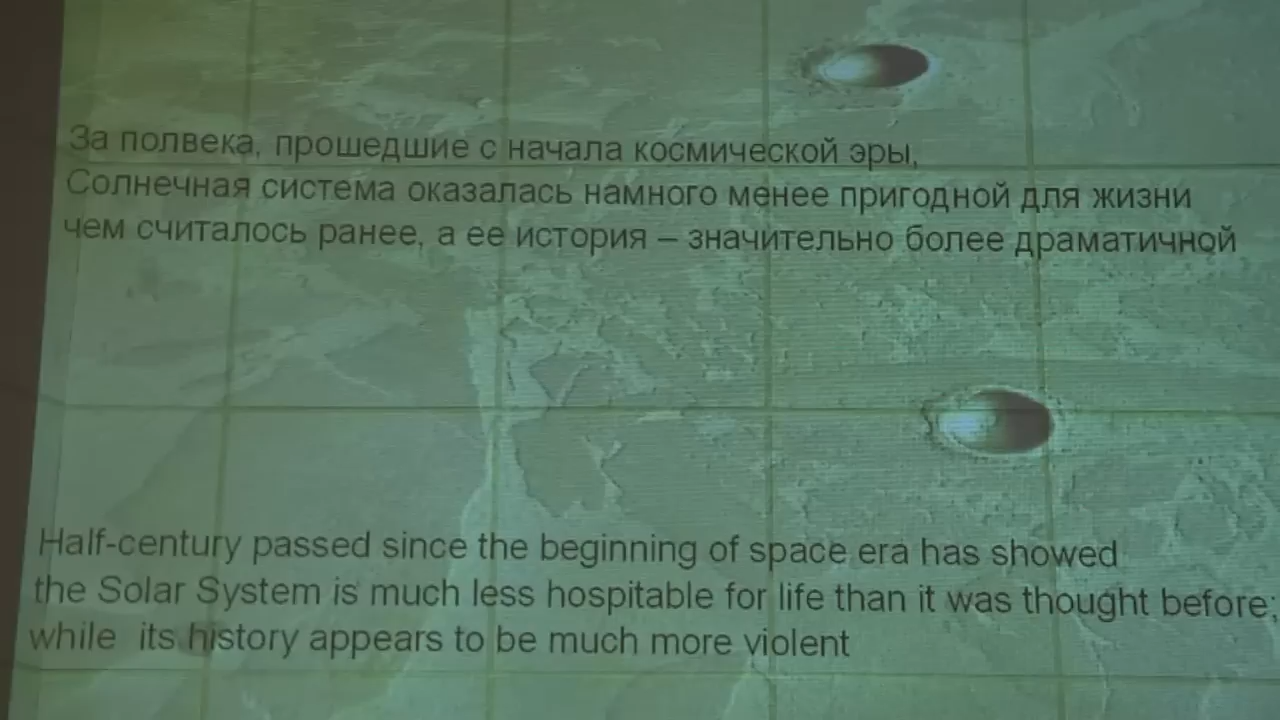 За полвека, прошедшие с начала космической эры,
Солнечная система оказалась намного менее пригодной для жизни
чем считалось ранее, а ее история – значительно более драматичной
Half-century passed since the beginning of space era has showed
the Solar System is much less hospitable for life than it was thought before;
while its history appears to be much more violent